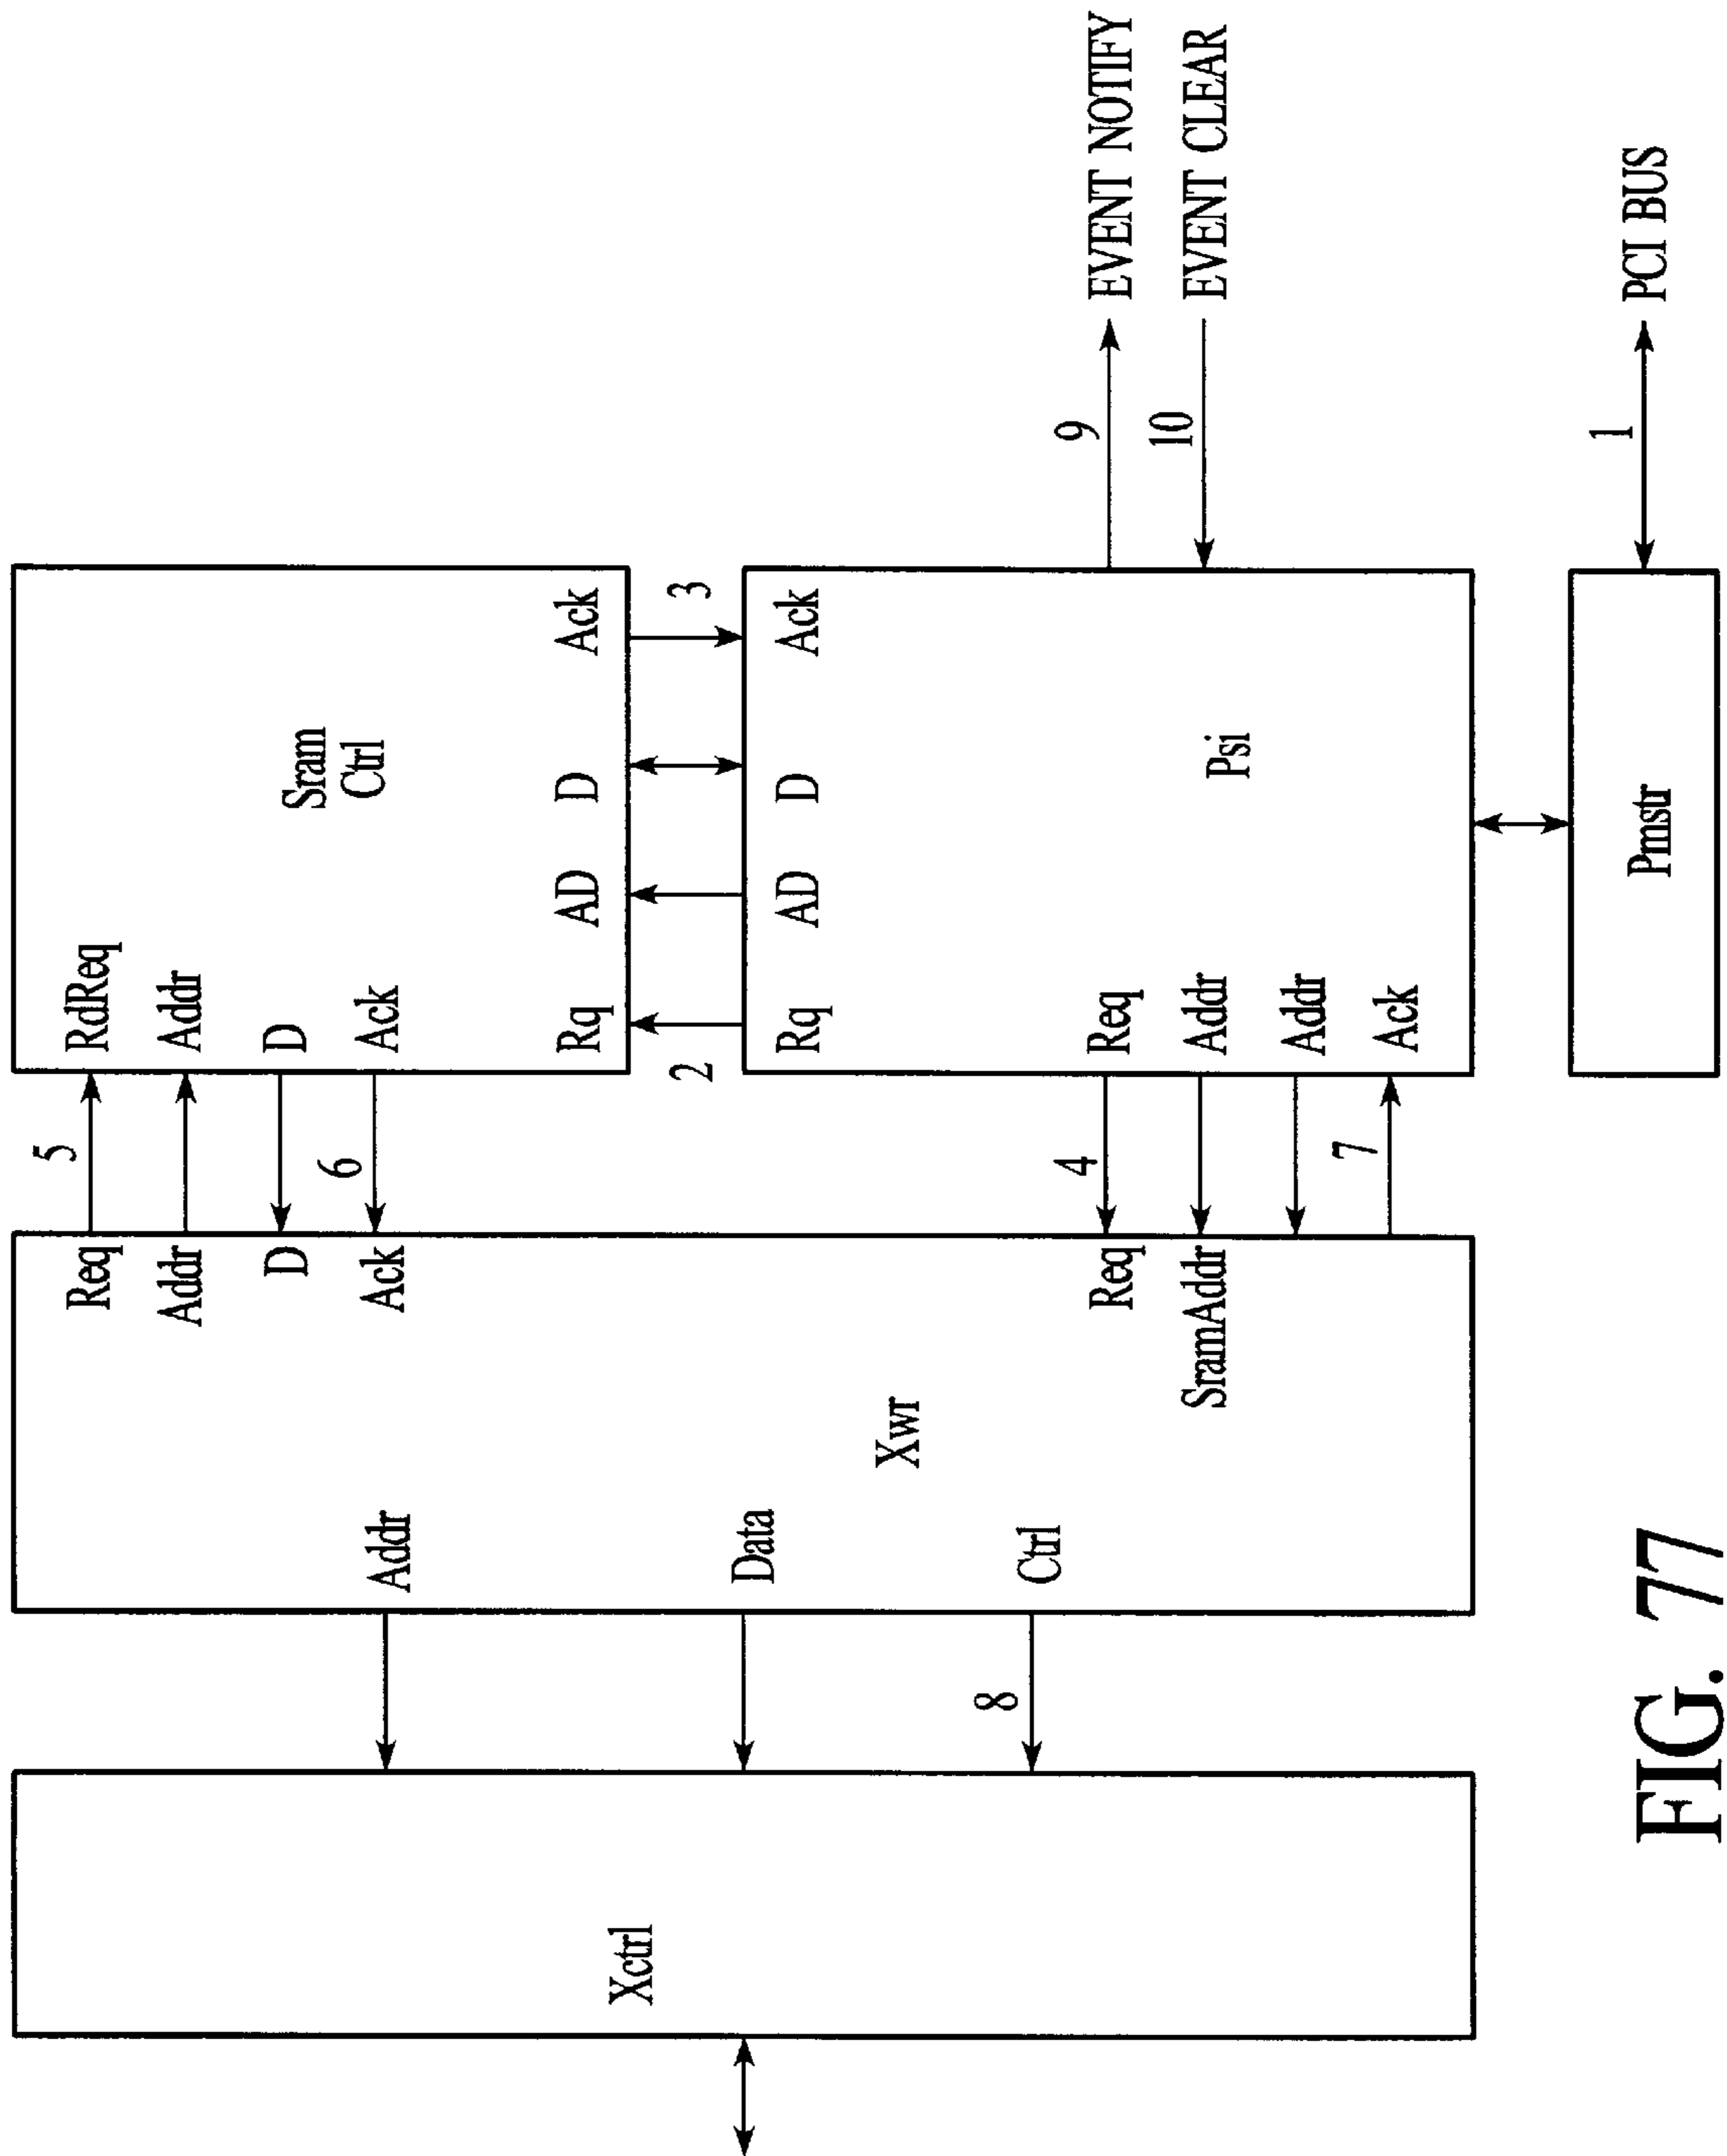 5
Req RdReq
Addr Addr
D D
Sram
Ctrl
6
Addr Ack Ack
Rq AD D Ack
Xctrl
2 3
Data
Rq AD D Ack
Xwr
8
Ctrl
4 9
Req Req EVENT NOTIFY
10
SramAddr Addr EVENT CLEAR
Psi
Addr
7
Ack
1
Pmstr PCI BUS
FIG. 77